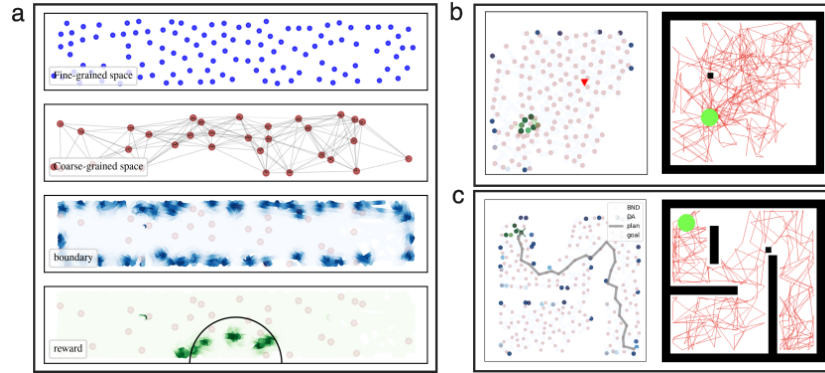 a
Fine-grained space
Coarse-grained space
boundary
reward
b
c
BND
DA
plan
goal